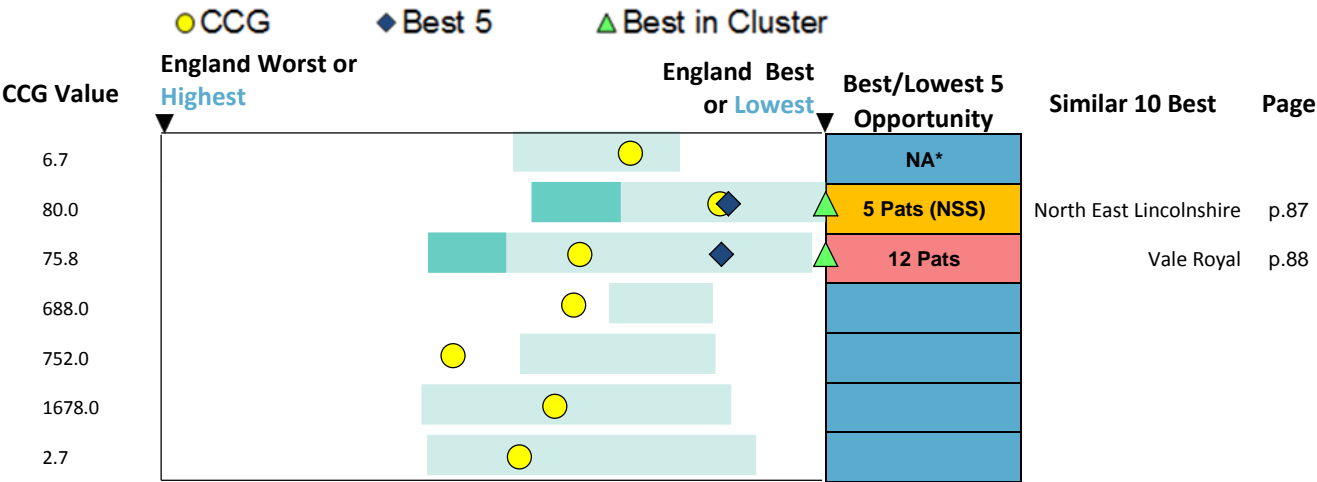 CCG Best 5 Best in Cluster
CCG Value
England Worst or
Highest
England Best
or Lowest
Best/Lowest 5
Opportunity
Similar 10 Best
Page
6.7 NA*
80.0 5 Pats (NSS) North East Lincolnshire p.87
75.8 12 Pats Vale Royal p.88
688.0
752.0
1678.0
2.7